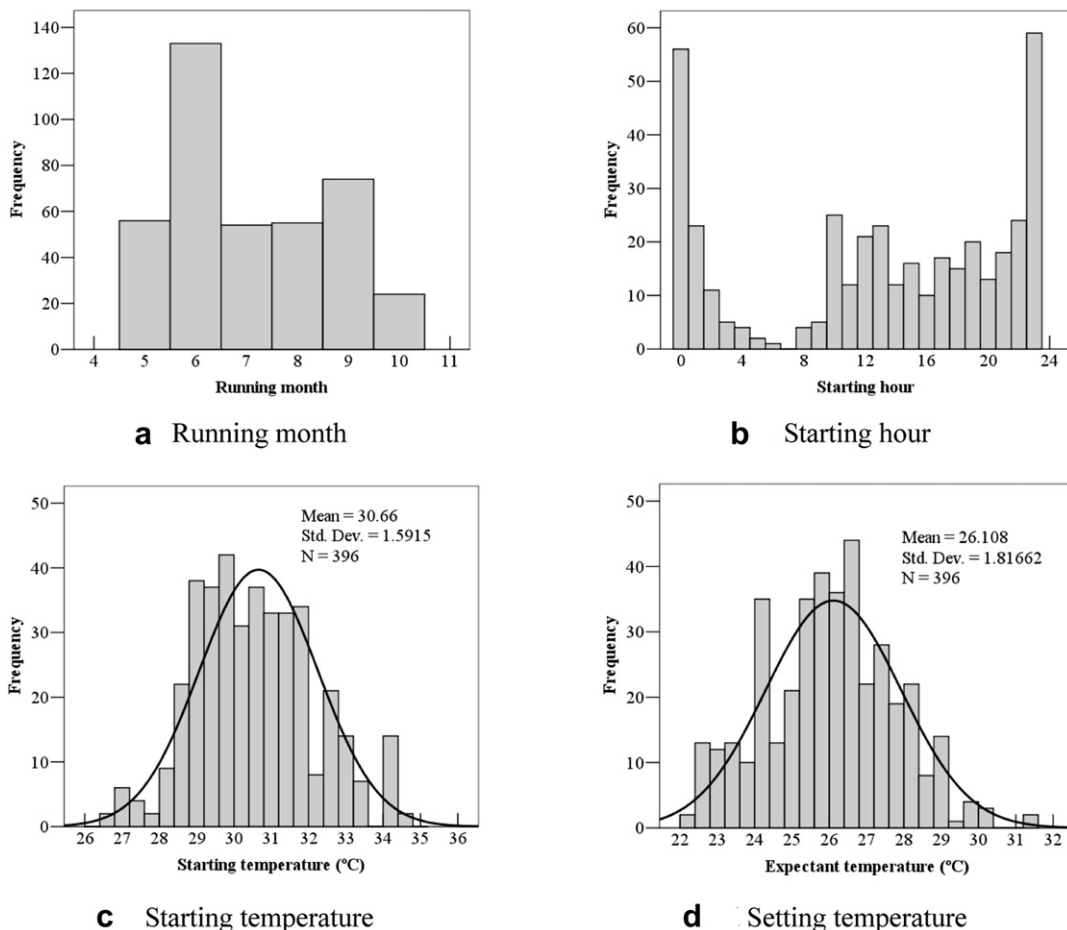 140
120
100
80
60
40
20
0
Frequency
4 5 6 7 8 9 10 11
Running month
a Running month
60
50
40
30
20
10
0
Frequency
0 4 8 12 16 20 24
Starting hour
b Starting hour
50
40
30
20
10
0
Frequency
Mean = 30.66
Std. Dev. = 1.5915
N = 396
26 27 28 29 30 31 32 33 34 35 36
Starting temperature (ºC)
c Starting temperature
50
40
30
20
10
0
Frequency
Mean = 26.108
Std. Dev. = 1.81662
N = 396
22 23 24 25 26 27 28 29 30 31 32
Expectant temperature (ºC)
d Setting temperature